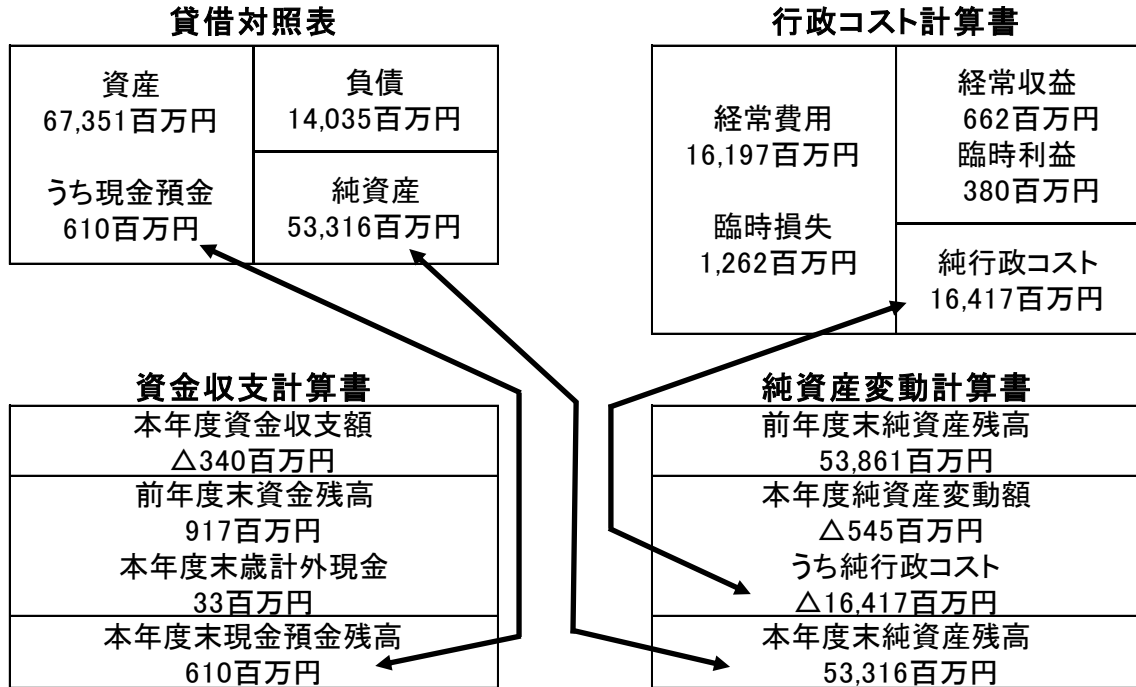 貸借対照表
資産
67,351百万円
うち現金預金
610百万円
負債
14,035百万円
純資産
53,316百万円
行政コスト計算書
経常費用
16,197百万円
臨時損失
1,262百万円
経常収益
662百万円
臨時利益
380百万円
純行政コスト
16,417百万円
資金収支計算書
本年度資金収支額
△340百万円
前年度末資金残高
917百万円
本年度末歳計外現金
33百万円
本年度末現金預金残高
610百万円
純資産変動計算書
前年度末純資産残高
53,861百万円
本年度純資産変動額
△545百万円
うち純行政コスト
△16,417百万円
本年度末純資産残高
53,316百万円